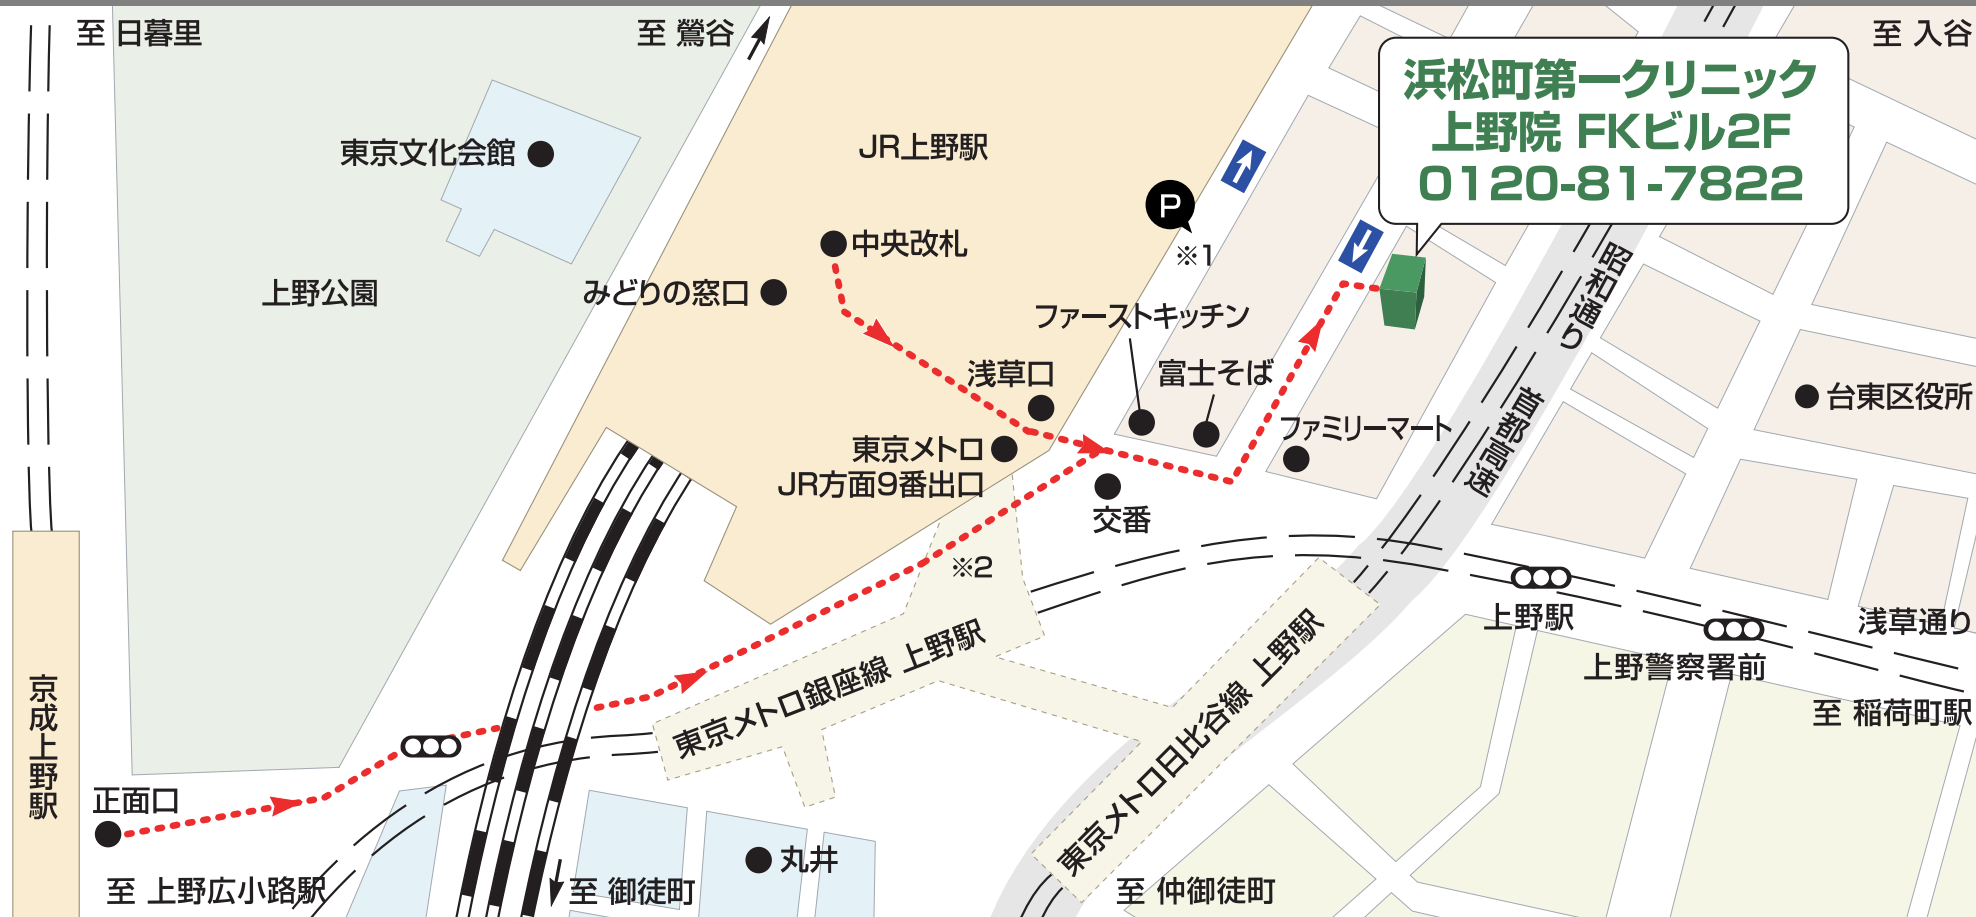 至 日暮里
至 鶯谷
至 入谷
浜松町第一クリニック
上野院 FKビル2F
0120-81-7822
東京文化会館
JR上野駅
P
※1
中央改札
上野公園
みどりの窓口
ファーストキッチン
昭和通り
浅草口
富士そば
首都高速
台東区役所
東京メトロ
JR方面9番出口
ファミリーマート
交番
※2
上野駅
浅草通り
上野警察署前
東京メトロ銀座線 上野駅
東京メトロ日比谷線 上野駅
至 稲荷町駅
京成上野駅
正面口
丸井
至 上野広小路駅
至 御徒町
至 仲御徒町